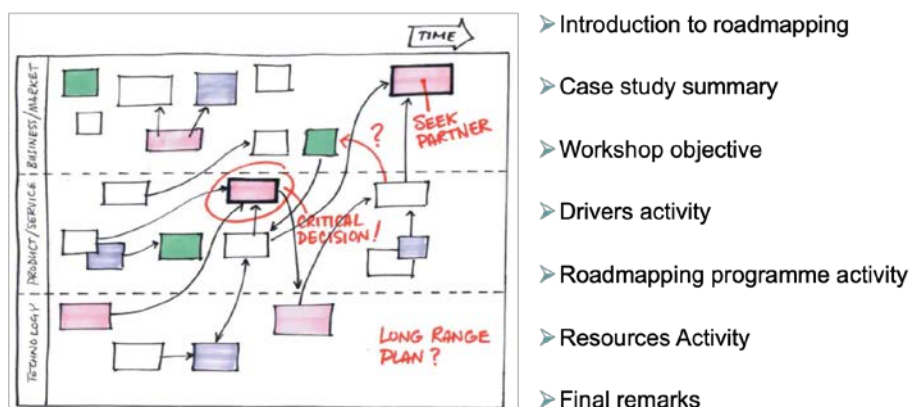 TIME
BUSINESS/MARKET
PRODUCT/SERVICE
TECHNOLOGY
SEEK
PARTNER
?
CRITICAL
DECISION!
LONG RANGE
PLAN?
Introduction to roadmapping
Case study summary
Workshop objective
Drivers activity
Roadmapping programme activity
Resources Activity
Final remarks